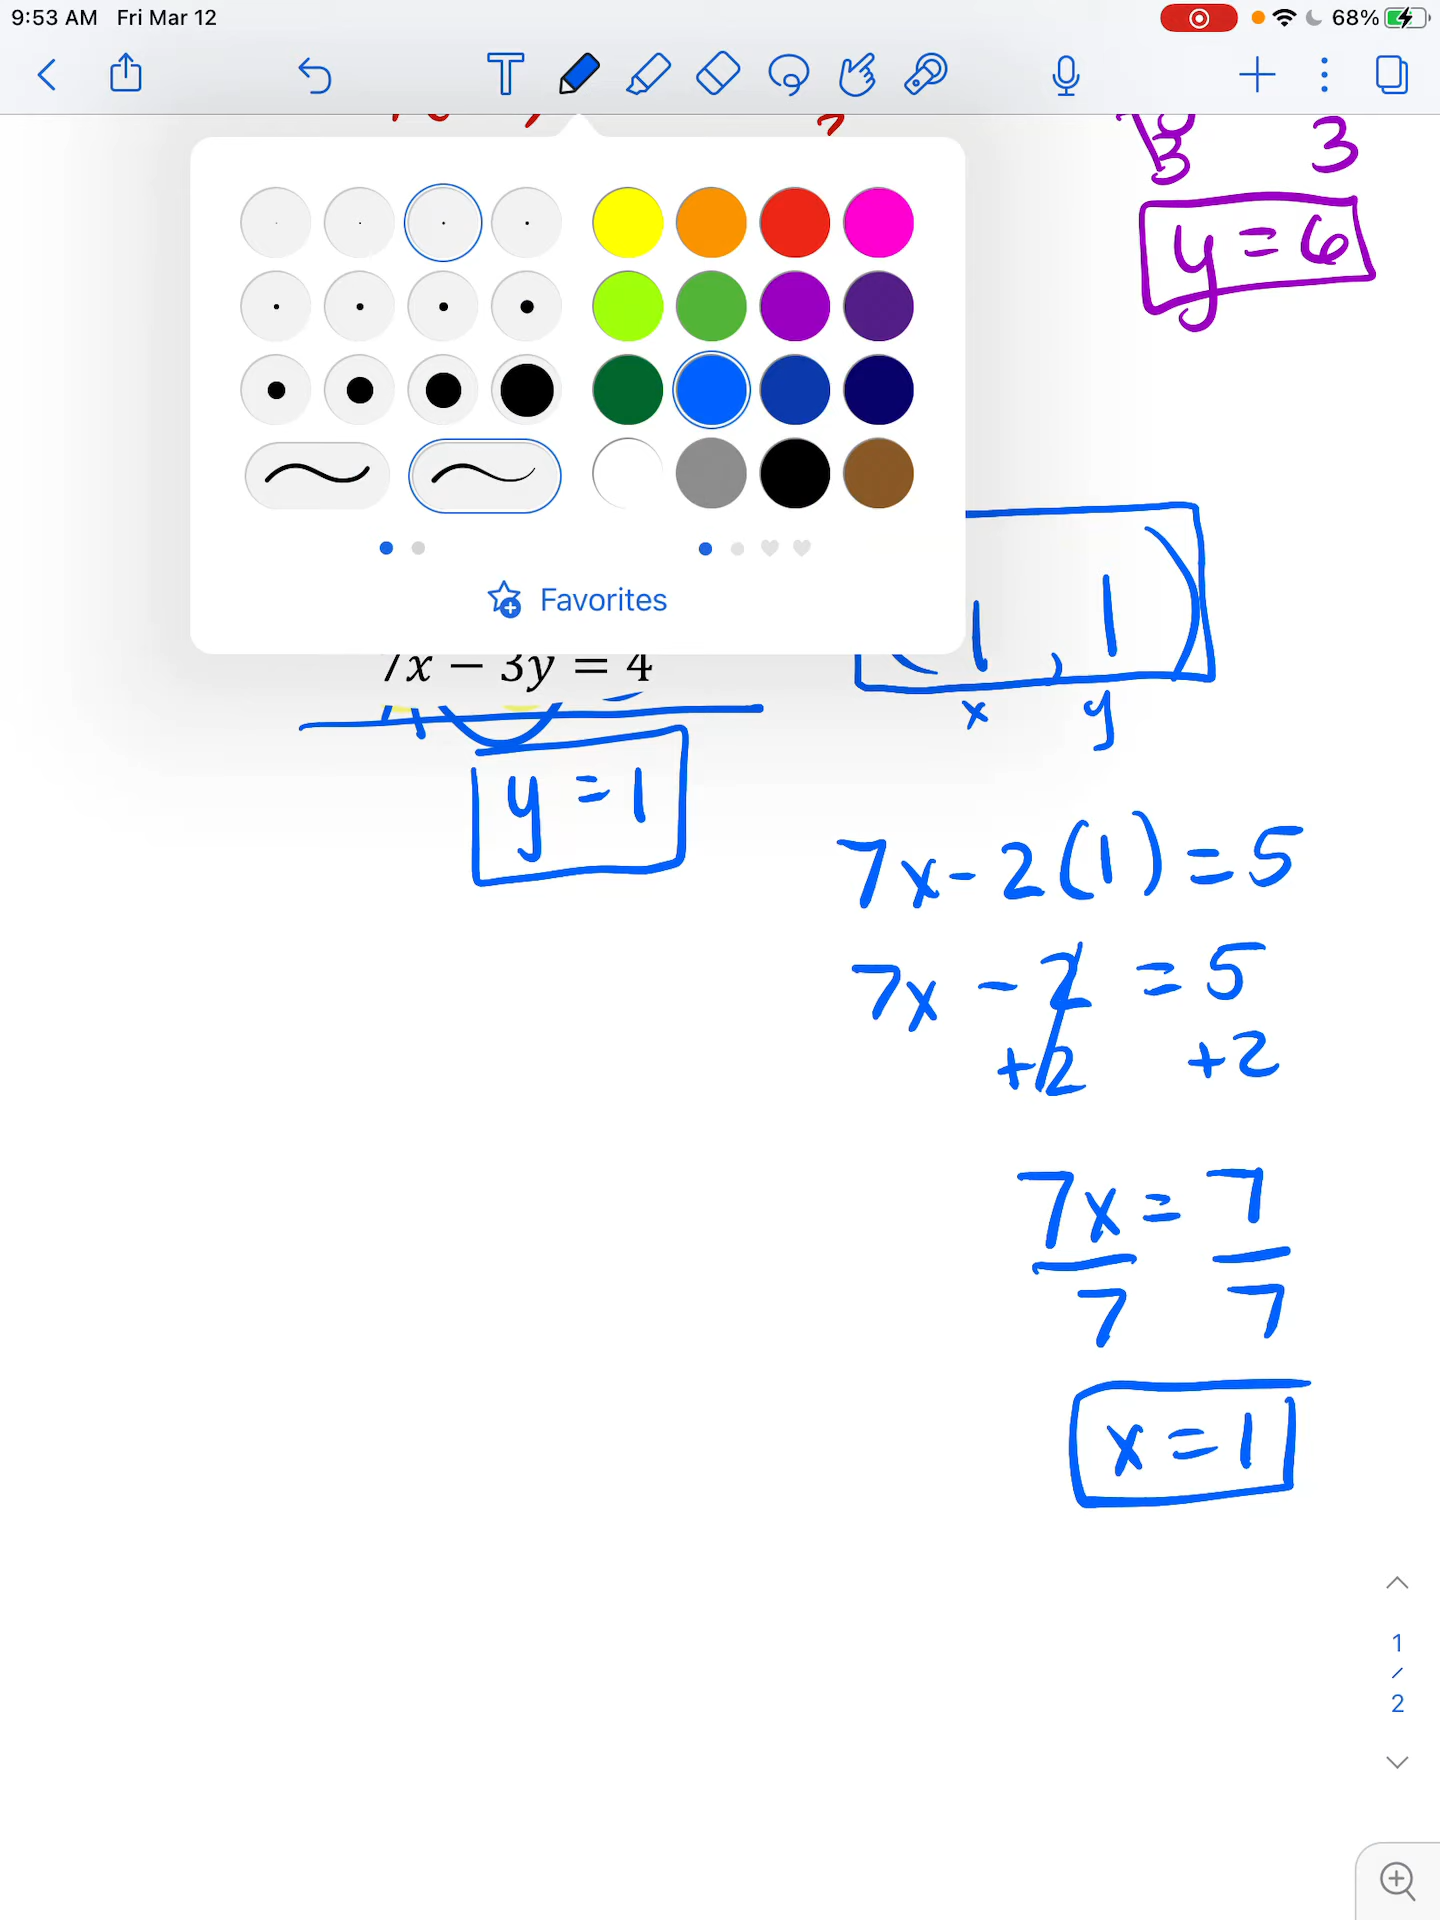 9:53 AM Fri Mar 12
68%
T
3 3
y = 6
Favorites
7x − 3y = 4
(1, 1)
x y
y = 1
7x - 2(1) = 5
7x - 2 = 5
+2 +2
7x = 7
7 7
x = 1
1
/
2